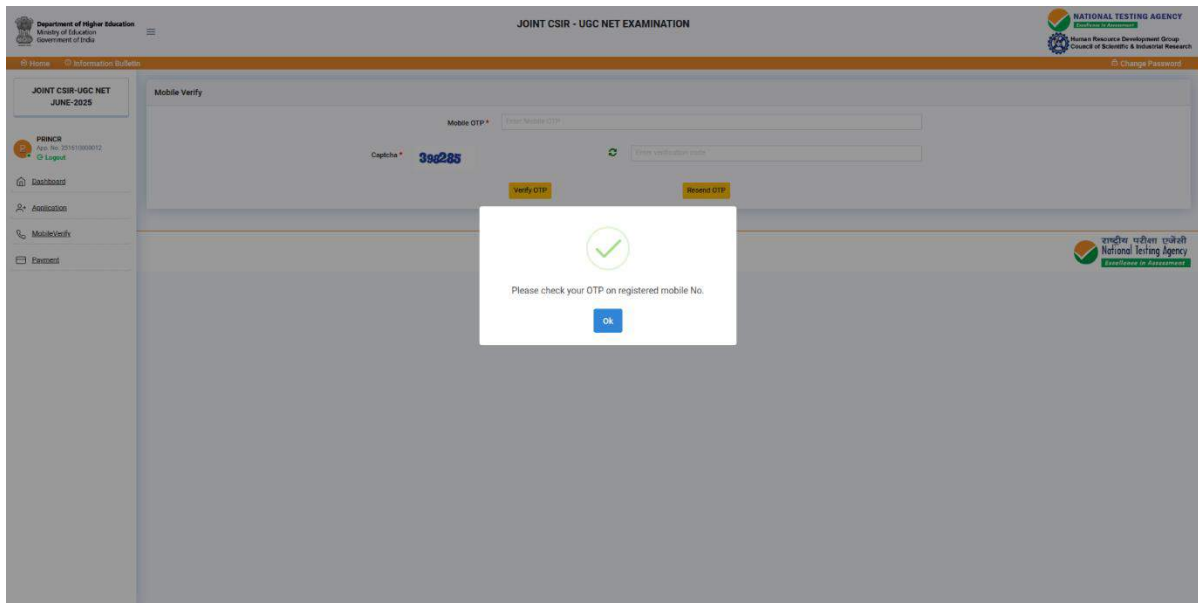 Department of Higher Education
Ministry of Education
Government of India
JOINT CSIR - UGC NET EXAMINATION
NATIONAL TESTING AGENCY
Excellence in Assessment
Human Resource Development Group
Council of Scientific & Industrial Research
Home Information Bulletin
Change Password
JOINT CSIR-UGC NET
JUNE-2025
Mobile Verify
Mobile OTP *
Enter Mobile OTP
PRINCR
App. No.
Logout
Captcha *
398285
Enter verification code
Dashboard
Verify OTP Resend OTP
Application
MobileVerify
Payment
राष्ट्रीय परीक्षा एजेंसी
National Testing Agency
Excellence in Assessment
Please check your OTP on registered mobile No.
Ok